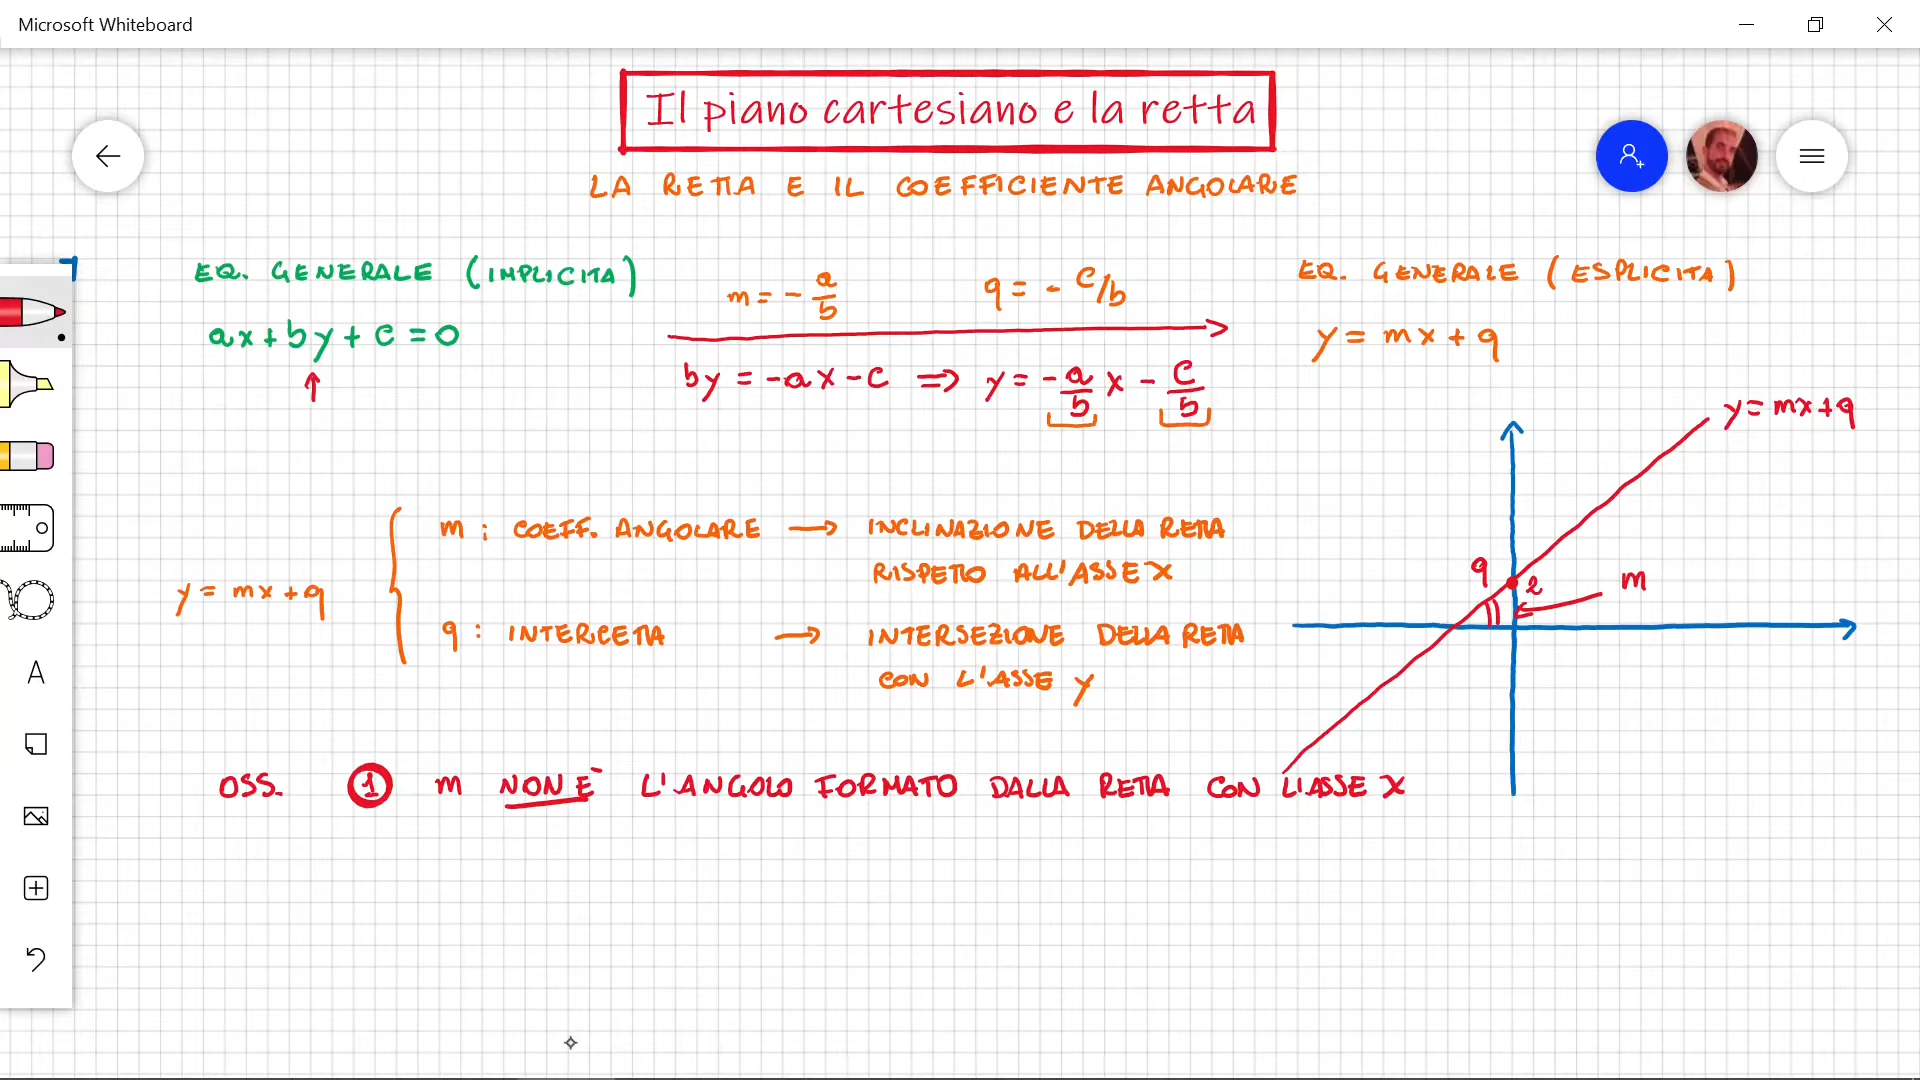 Microsoft Whiteboard
Il piano cartesiano e la retta
LA RETTA E IL COEFFICIENTE ANGOLARE
EQ. GENERALE (IMPLICITA)
ax+by+c=0
m=-a/b
q=-c/b
by=-ax-c => y=-a/b x - c/b
EQ. GENERALE (ESPLICITA)
y=mx+q
y=mx+q
q
2
m
y=mx+q
m: COEFF. ANGOLARE → INCLINAZIONE DELLA RETTA
RISPETTO ALL'ASSE X
q: INTERCETTA → INTERSEZIONE DELLA RETTA
CON L'ASSE Y
OSS. 1 m NON È L'ANGOLO FORMATO DALLA RETTA CON L'ASSE X